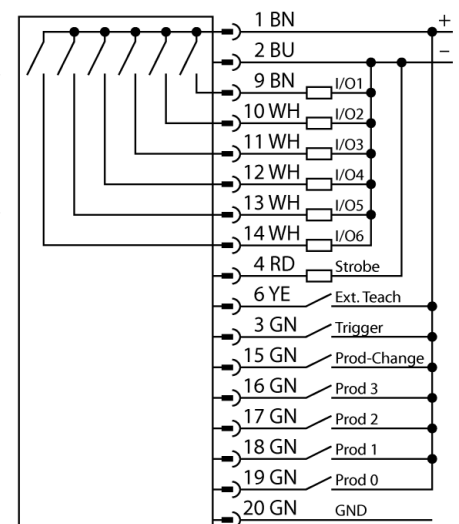 1 BN +
2 BU −
9 BN I/O1
10 WH I/O2
11 WH I/O3
12 WH I/O4
13 WH I/O5
14 WH I/O6
4 RD Strobe
6 YE Ext. Teach
3 GN Trigger
15 GN Prod-Change
16 GN Prod 3
17 GN Prod 2
18 GN Prod 1
19 GN Prod 0
20 GN GND